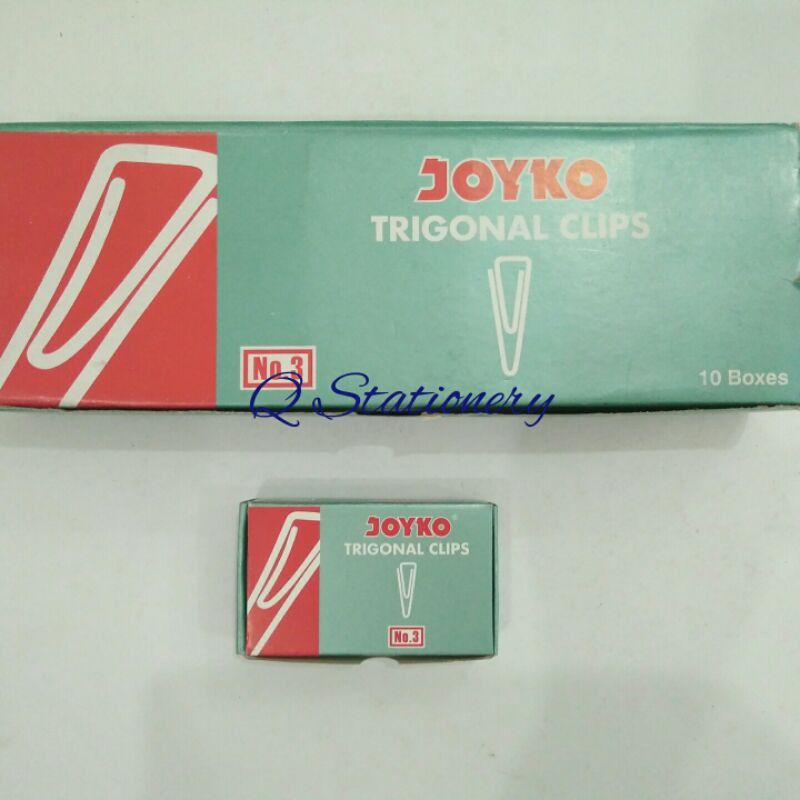 JOYKO
TRIGONAL CLIPS
No.3
10 Boxes
Q Stationery
JOYKO
TRIGONAL CLIPS
No.3